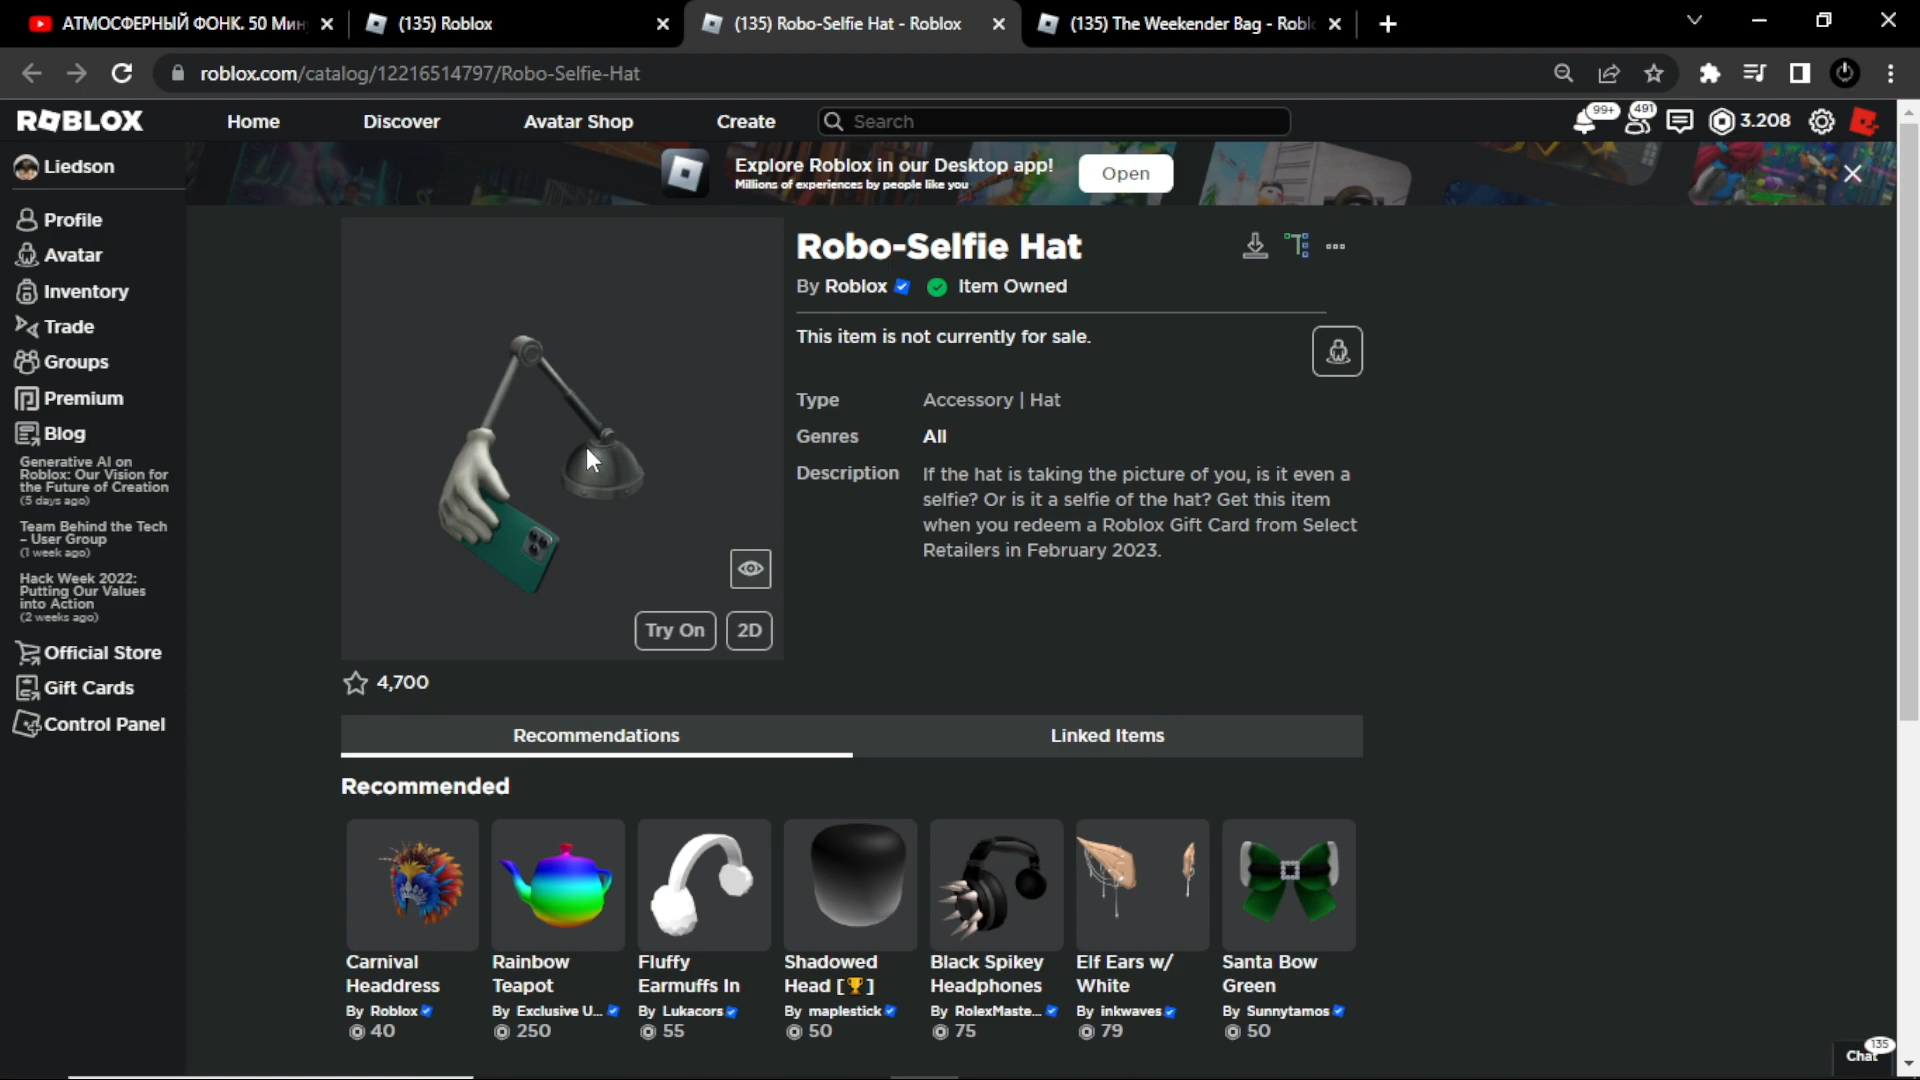 АТМОСФЕРНЫЙ ФОНК. 50 Мин
(135) Roblox
(135) Robo-Selfie Hat - Roblox
(135) The Weekender Bag - Robl
roblox.com/catalog/12216514797/Robo-Selfie-Hat
ROBLOX
Home
Discover
Avatar Shop
Create
Search
99+
491
3.208
Liedson
Explore Roblox in our Desktop app!
Millions of experiences by people like you
Open
Profile
Avatar
Inventory
Trade
Groups
Premium
Blog
Generative AI on
Roblox: Our Vision for
the Future of Creation
(5 days ago)
Team Behind the Tech
– User Group
(1 week ago)
Hack Week 2022:
Putting Our Values
into Action
(2 weeks ago)
Official Store
Gift Cards
Control Panel
Robo-Selfie Hat
By Roblox
Item Owned
This item is not currently for sale.
Type
Accessory | Hat
Genres
All
Description
If the hat is taking the picture of you, is it even a
selfie? Or is it a selfie of the hat? Get this item
when you redeem a Roblox Gift Card from Select
Retailers in February 2023.
Try On
2D
4,700
Recommendations
Linked Items
Recommended
Carnival
Headdress
By Roblox
40
Rainbow
Teapot
By Exclusive U...
250
Fluffy
Earmuffs In
By Lukacors
55
Shadowed
Head [🏆]
By maplestick
50
Black Spikey
Headphones
By RolexMaste...
75
Elf Ears w/
White
By inkwaves
79
Santa Bow
Green
By Sunnytamos
50
Chat
135